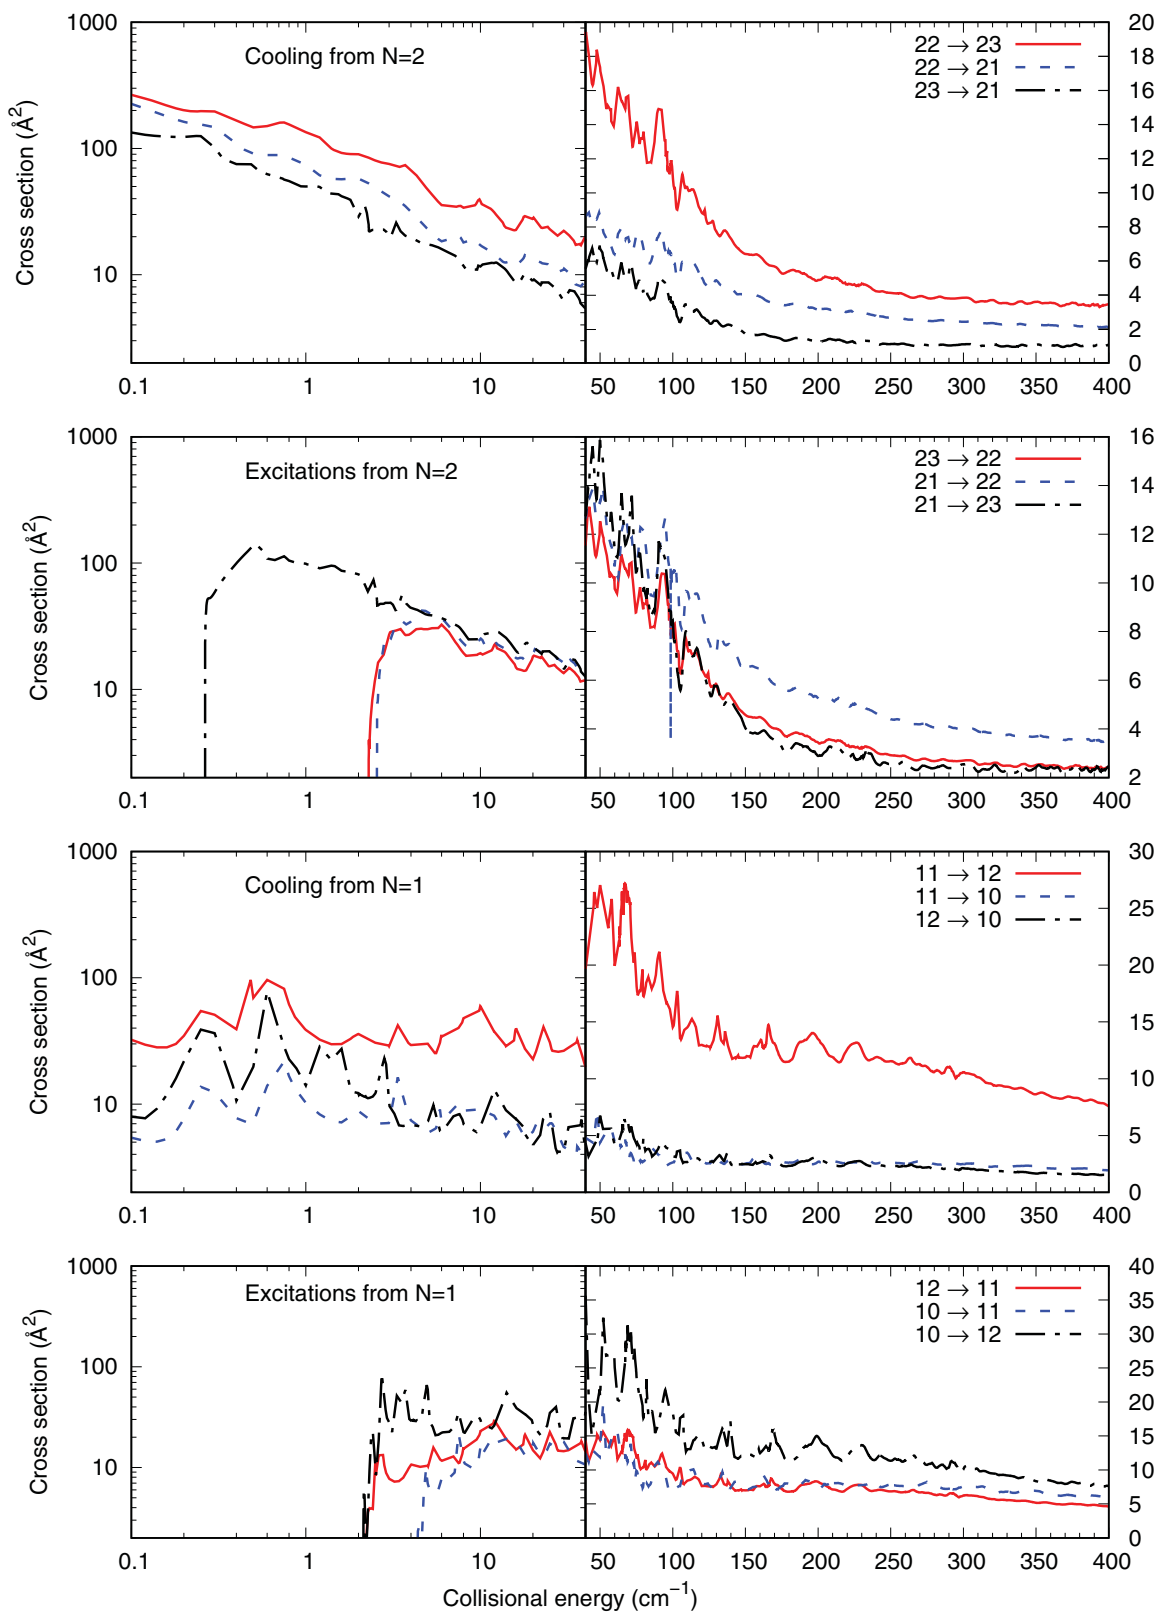 1000
100
10
Cross section (Å²)
Cooling from N=2
22 → 23
22 → 21
23 → 21
20
18
16
14
12
10
8
6
4
2
0
0.1 1 10 50 100 150 200 250 300 350 400
1000
100
10
Cross section (Å²)
Excitations from N=2
23 → 22
21 → 22
21 → 23
16
14
12
10
8
6
4
2
0.1 1 10 50 100 150 200 250 300 350 400
1000
100
10
Cross section (Å²)
Cooling from N=1
11 → 12
11 → 10
12 → 10
30
25
20
15
10
5
0
0.1 1 10 50 100 150 200 250 300 350 400
1000
100
10
Cross section (Å²)
Excitations from N=1
12 → 11
10 → 11
10 → 12
40
35
30
25
20
15
10
5
0
0.1 1 10 50 100 150 200 250 300 350 400
Collisional energy (cm⁻¹)